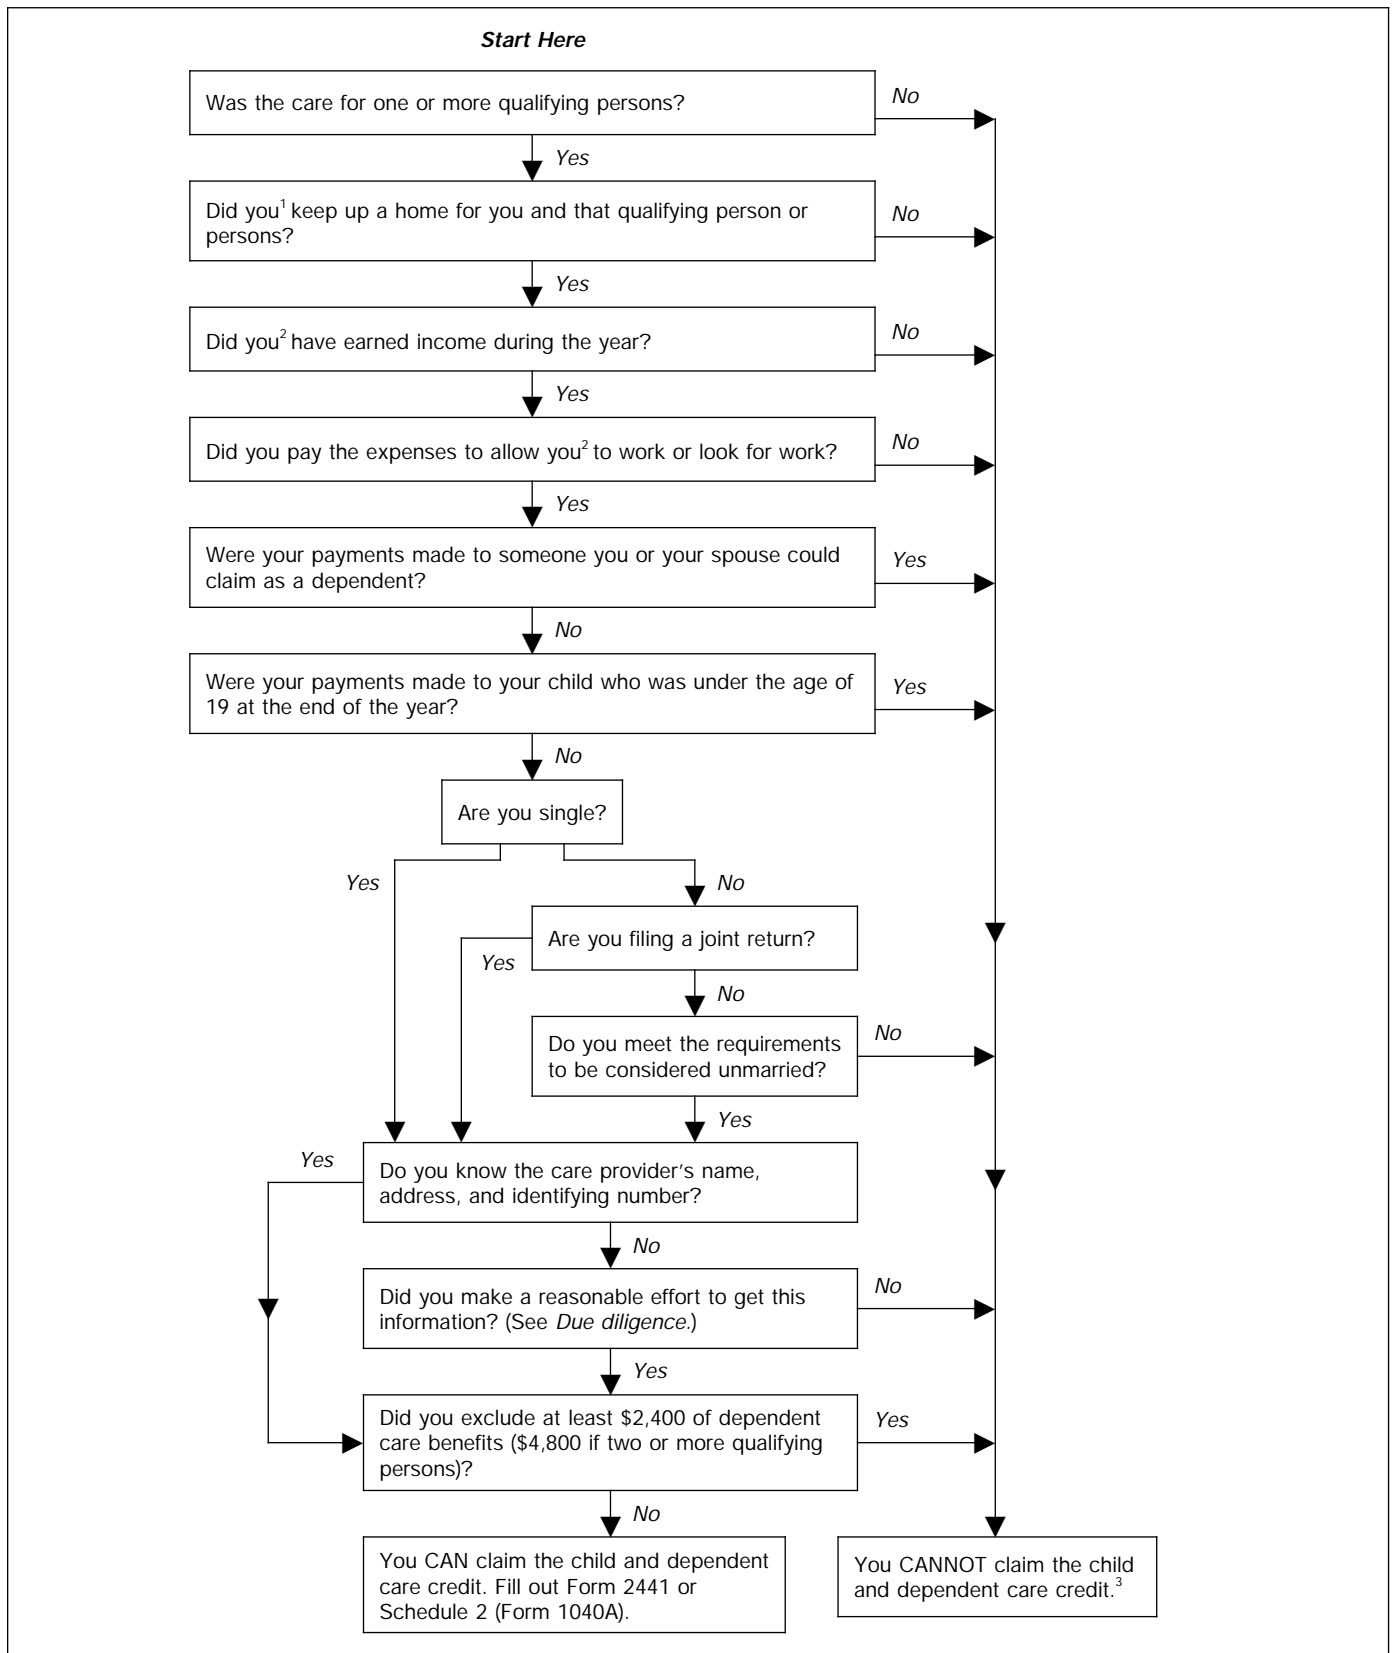 Start Here
Was the care for one or more qualifying persons?
No
Yes
Did you¹ keep up a home for you and that qualifying person or
persons?
No
Yes
Did you² have earned income during the year?
No
Yes
Did you pay the expenses to allow you² to work or look for work?
No
Yes
Were your payments made to someone you or your spouse could
claim as a dependent?
Yes
No
Were your payments made to your child who was under the age of
19 at the end of the year?
Yes
No
Are you single?
Yes
No
Are you filing a joint return?
Yes
No
Do you meet the requirements
to be considered unmarried?
No
Yes
Do you know the care provider's name,
address, and identifying number?
Yes
No
Did you make a reasonable effort to get this
information? (See Due diligence.)
No
Yes
Did you exclude at least $2,400 of dependent
care benefits ($4,800 if two or more qualifying
persons)?
Yes
No
You CAN claim the child and dependent
care credit. Fill out Form 2441 or
Schedule 2 (Form 1040A).
You CANNOT claim the child
and dependent care credit.³